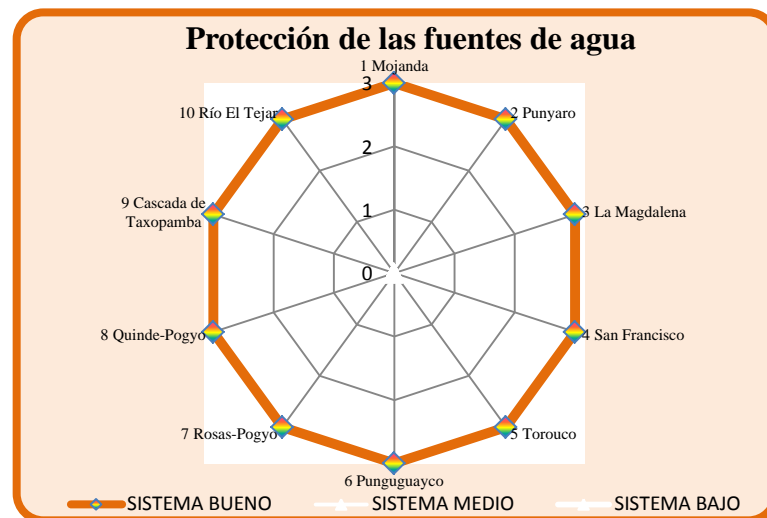 Protección de las fuentes de agua
1 Mojanda
3
10 Río El Tejar
2 Punyaro
2
9 Cascada de
Taxopamba
3 La Magdalena
1
0
8 Quinde-Pogyo
4 San Francisco
7 Rosas-Pogyo
5 Torouco
6 Punguguayco
SISTEMA BUENO
SISTEMA MEDIO
SISTEMA BAJO